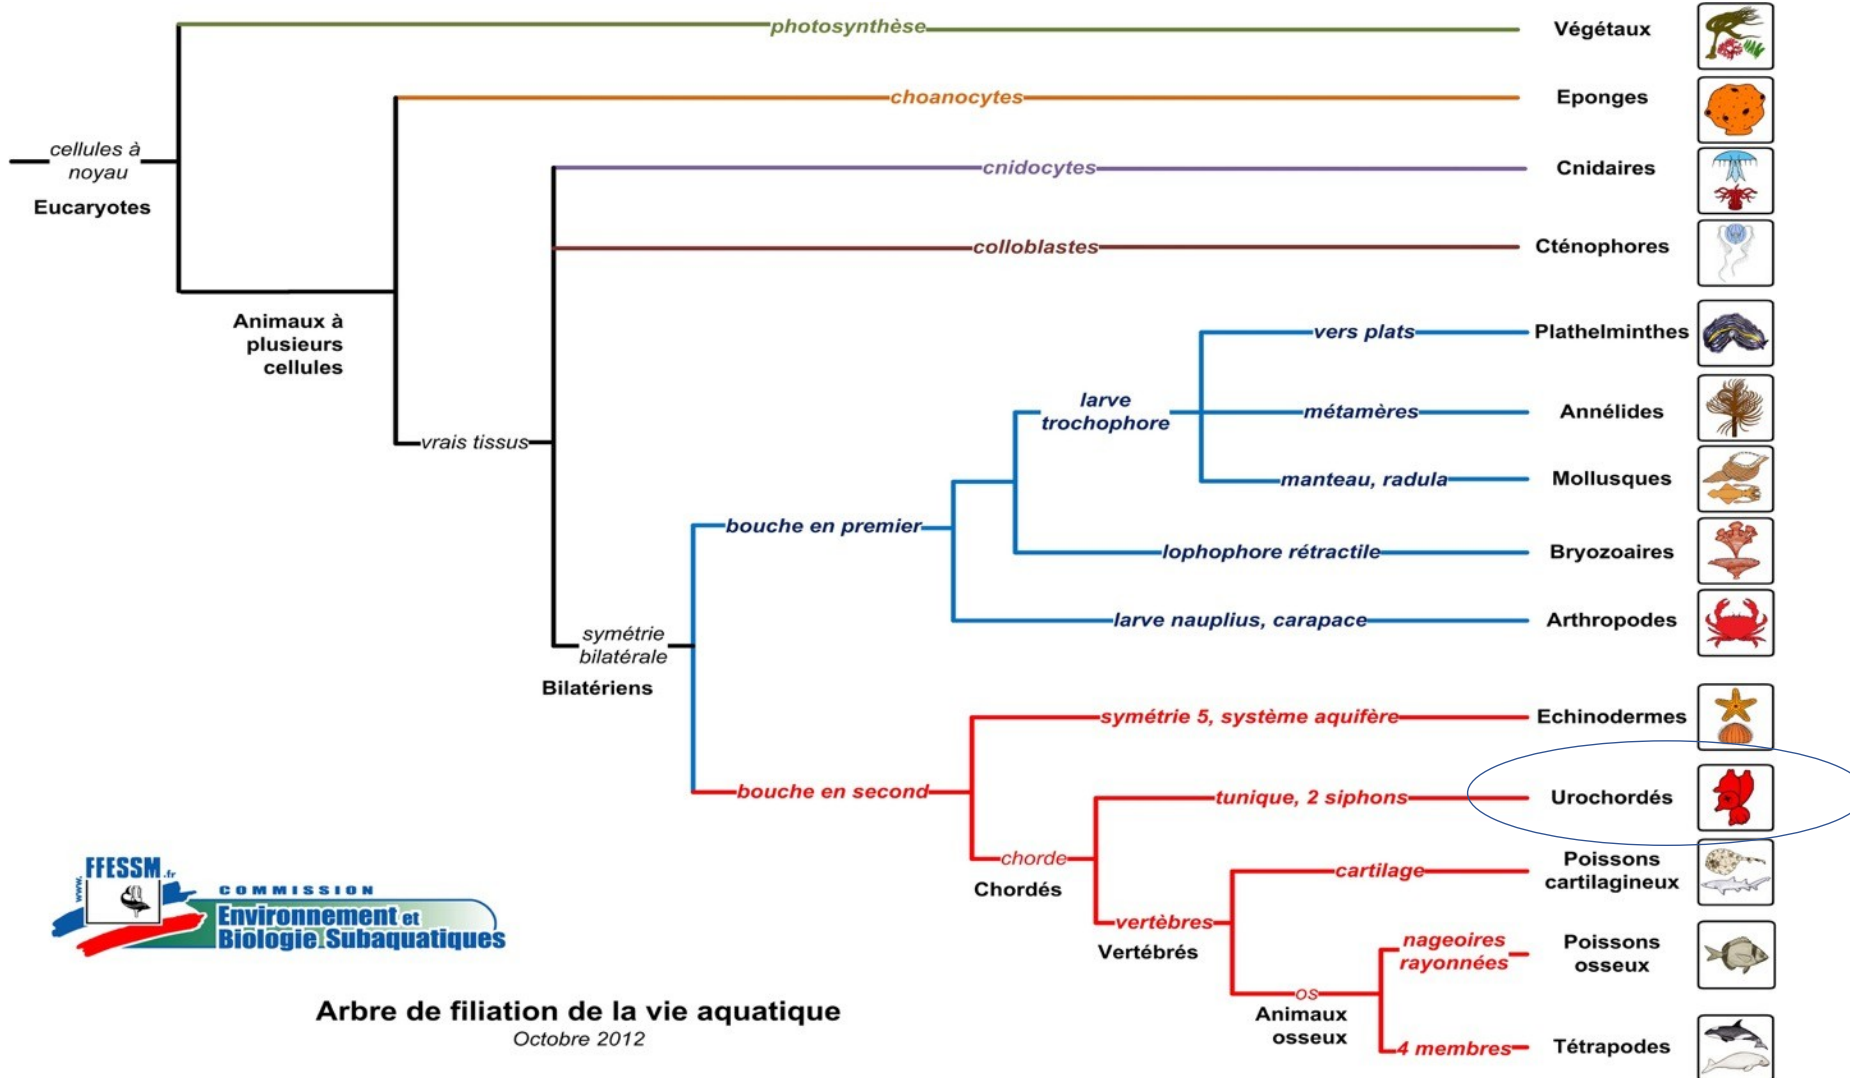 photosynthèse
Végétaux
choanocytes
Eponges
cellules à
noyau
Eucaryotes
cnidocytes
Cnidaires
colloblastes
Cténophores
Animaux à
plusieurs
cellules
vers plats
Plathelminthes
larve
trochophore
métamères
Annélides
vrais tissus
manteau, radula
Mollusques
bouche en premier
lophophore rétractile
Bryozoaires
larve nauplius, carapace
Arthropodes
symétrie
bilatérale
Bilatériens
symétrie 5, système aquifère
Echinodermes
bouche en second
tunique, 2 siphons
Urochordés
chorde
Chordés
cartilage
Poissons
cartilagineux
vertèbres
Vertébrés
nageoires
rayonnées
Poissons
osseux
os
Animaux
osseux
4 membres
Tétrapodes
www.FFESSM.fr
COMMISSION
Environnement et
Biologie Subaquatiques
Arbre de filiation de la vie aquatique
Octobre 2012